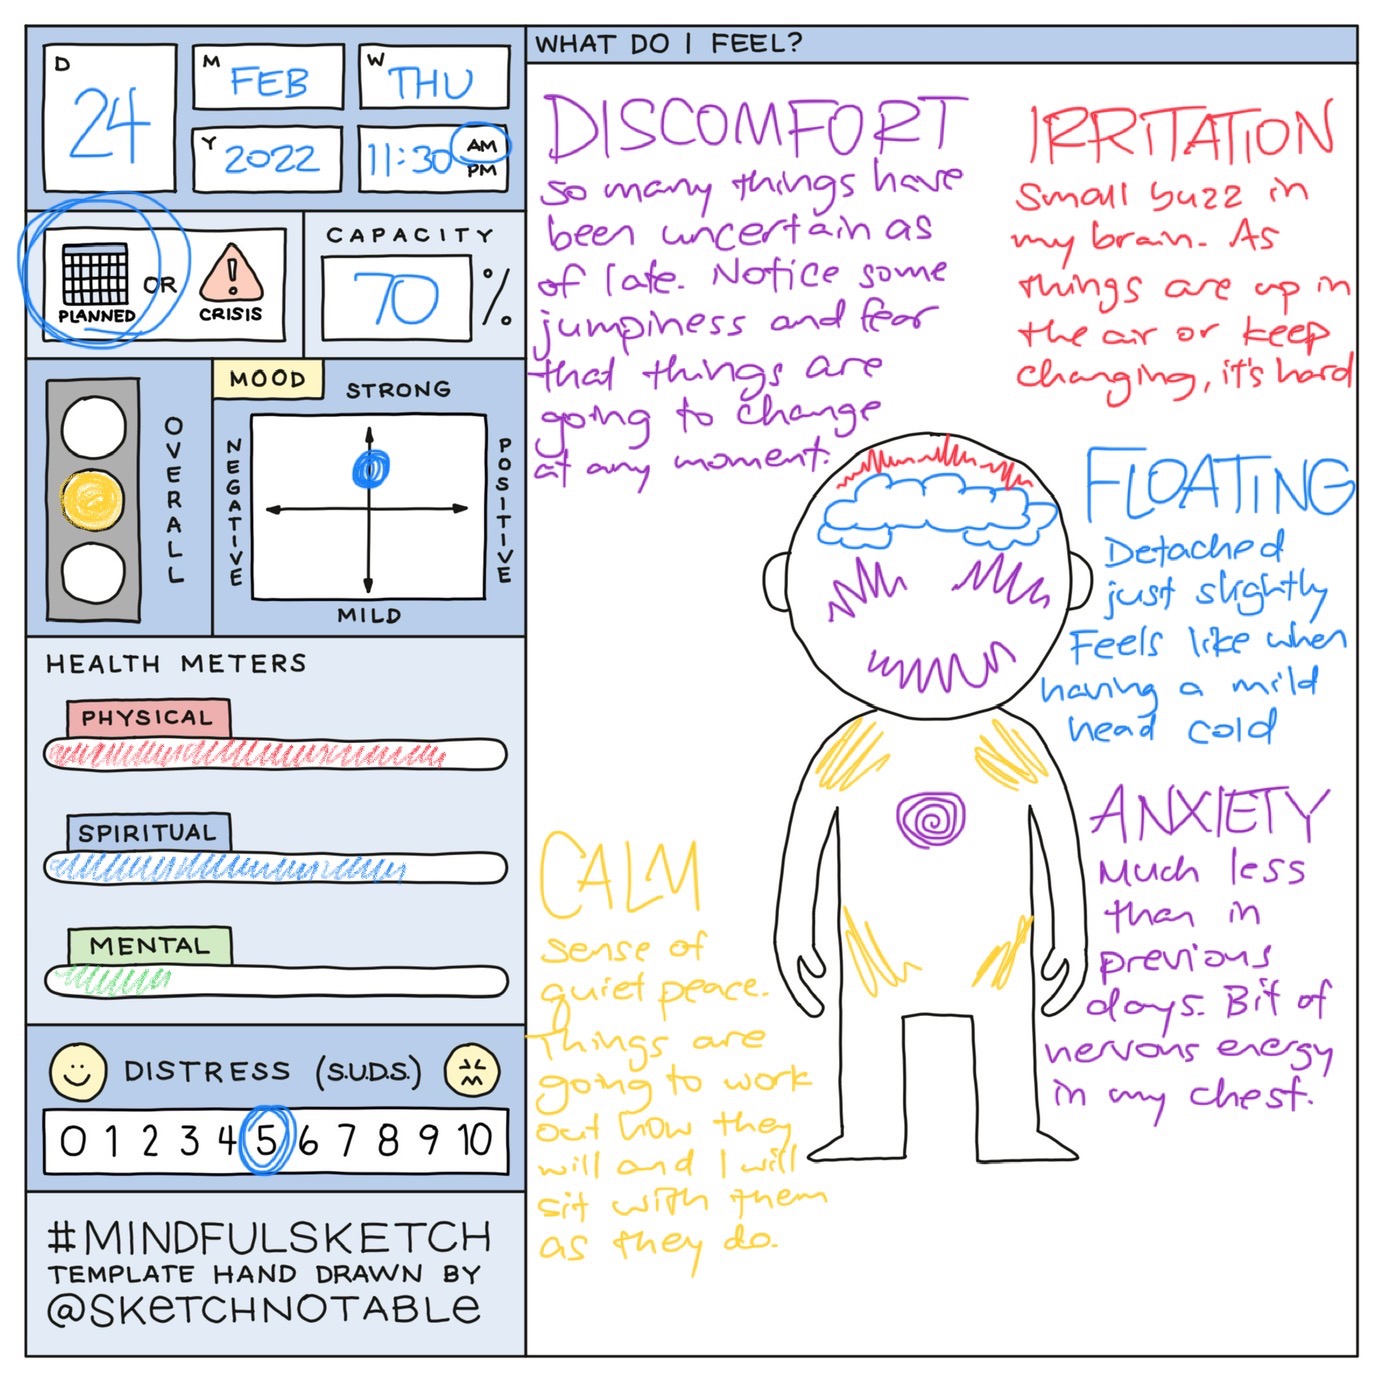 D
24
M
FEB
W
THU
Y
2022
11:30
AM
PM
PLANNED
OR
CRISIS
CAPACITY
70 %
OVERALL
MOOD
STRONG
NEGATIVE
POSITIVE
MILD
HEALTH METERS
PHYSICAL
SPIRITUAL
MENTAL
DISTRESS (S.U.D.S.)
0 1 2 3 4 5 6 7 8 9 10
#MINDFULSKETCH
TEMPLATE HAND DRAWN BY
@SKETCHNOTABLE
WHAT DO I FEEL?
DISCOMFORT
so many things have
been uncertain as
of late. Notice some
jumpiness and fear
that things are
going to change
at any moment.
IRRITATION
Small buzz in
my brain. As
things are up in
the air or keep
changing, it's hard
FLOATING
Detached
just slightly
Feels like when
having a mild
head cold
CALM
sense of
quiet peace.
Things are
going to work
out how they
will and I will
sit with them
as they do.
ANXIETY
Much less
than in
previous
days. Bit of
nervous energy
in my chest.